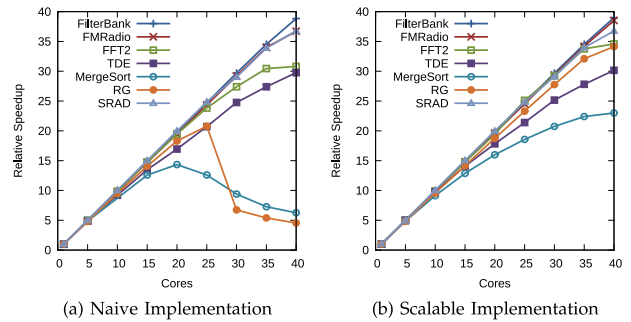 40
35
30
25
20
15
10
5
0
Relative Speedup
FilterBank
FMRadio
FFT2
TDE
MergeSort
RG
SRAD
0 5 10 15 20 25 30 35 40
Cores
(a) Naive Implementation
40
35
30
25
20
15
10
5
0
Relative Speedup
FilterBank
FMRadio
FFT2
TDE
MergeSort
RG
SRAD
0 5 10 15 20 25 30 35 40
Cores
(b) Scalable Implementation